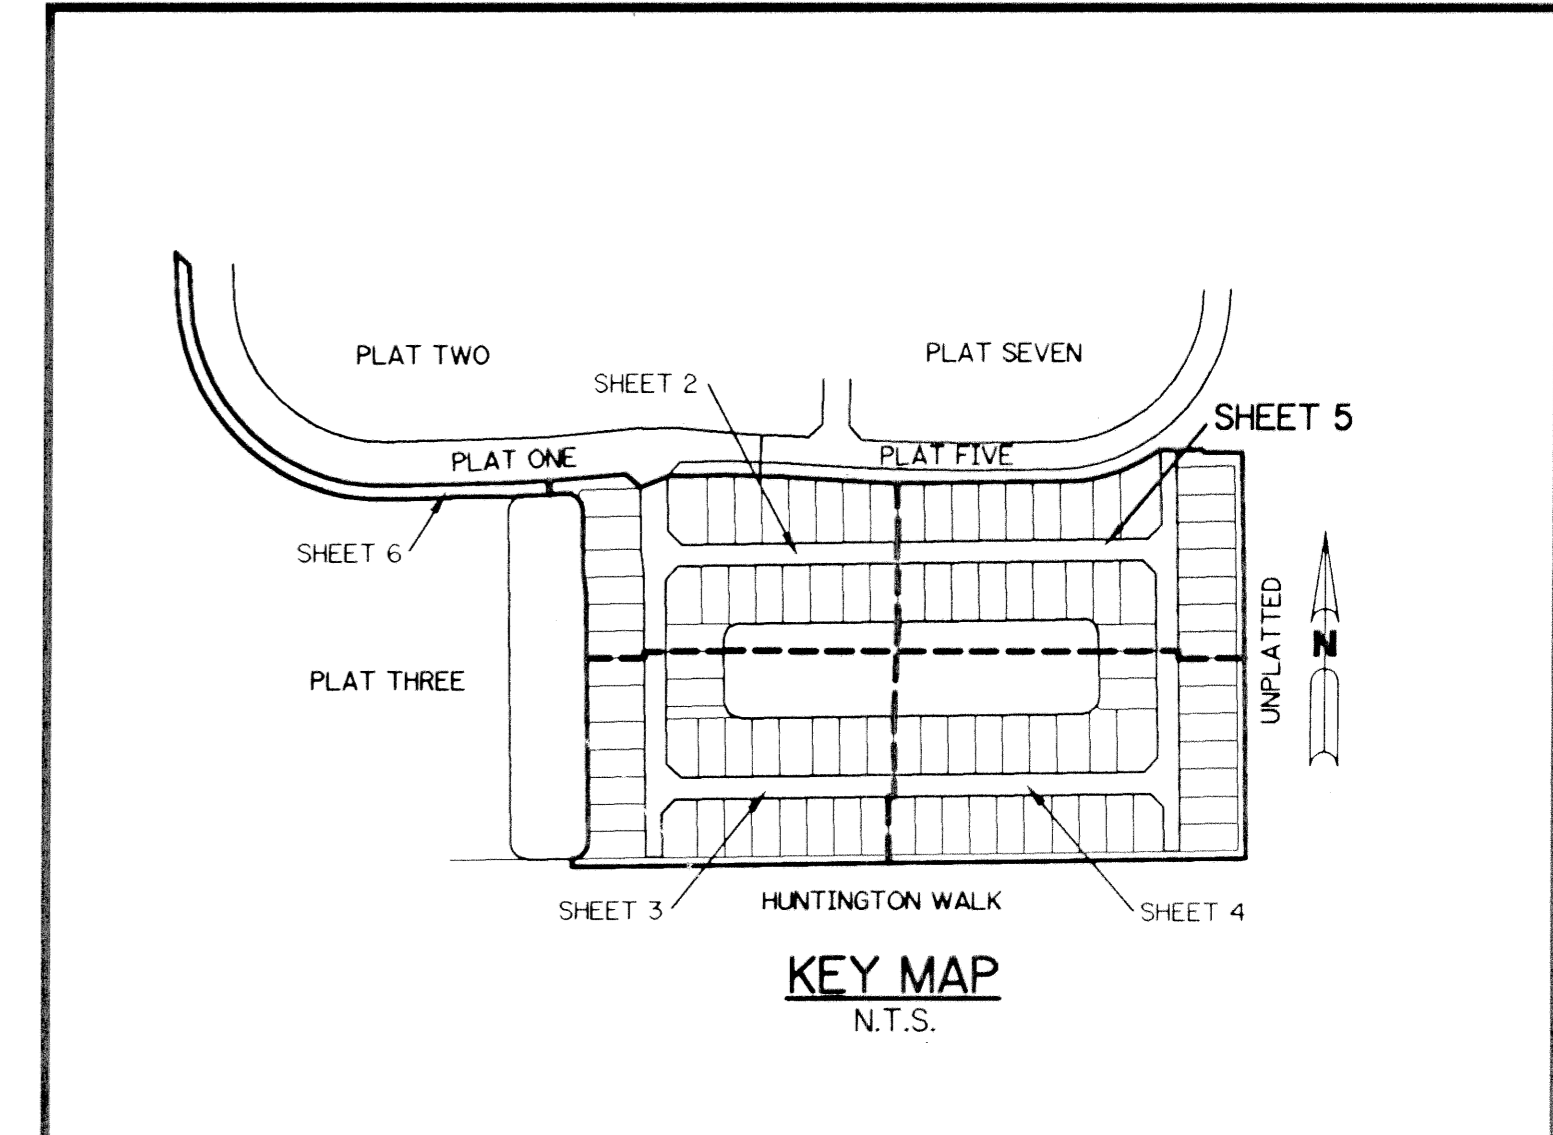 PLAT TWO
PLAT SEVEN
SHEET 2
SHEET 5
PLAT ONE
PLAT FIVE
SHEET 6
UNPLATTED
N
PLAT THREE
SHEET 3
HUNTINGTON WALK
SHEET 4
KEY MAP
N.T.S.